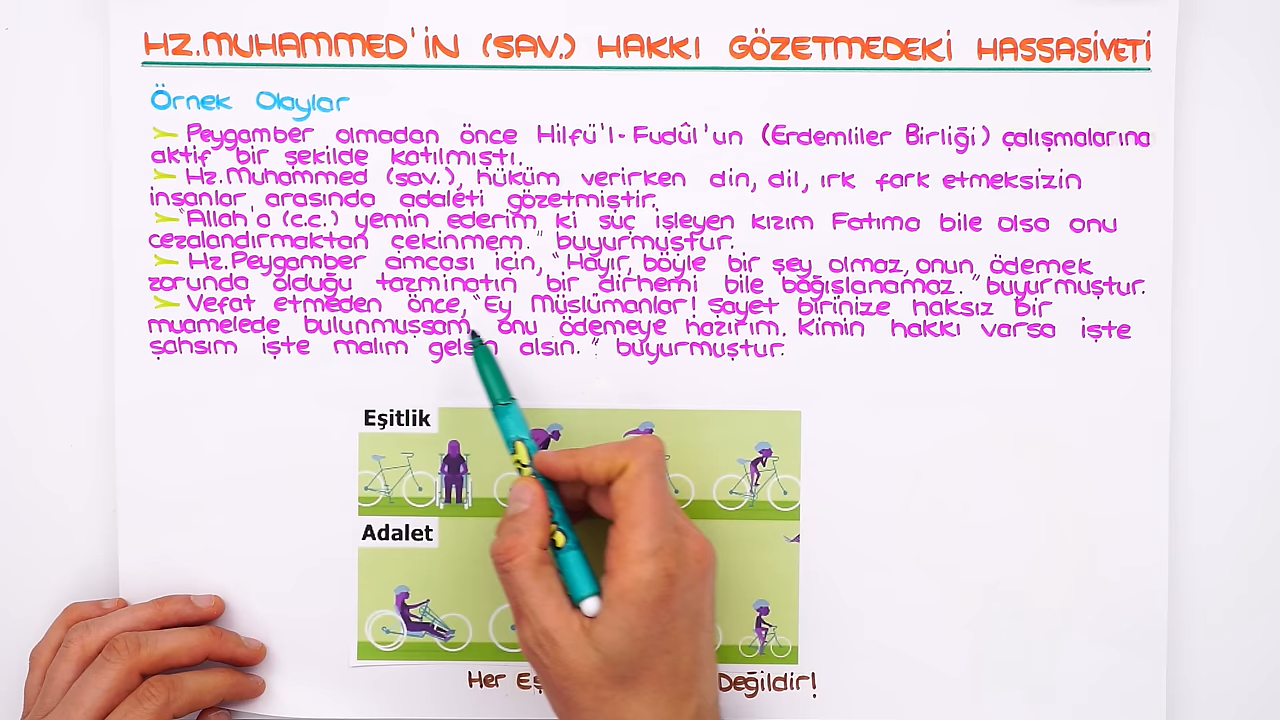 HZ.MUHAMMED'İN (SAV.) HAKKI GÖZETMEDEKİ HASSASİYETİ
Örnek Olaylar
Peygamber olmadan önce Hilfü'l-Fudûl'un (Erdemliler Birliği) çalışmalarına
aktif bir şekilde katılmıştı.
Hz.Muhammed (sav.), hüküm verirken din, dil, ırk fark etmeksizin
insanlar arasında adaleti gözetmiştir.
"Allah'a (c.c.) yemin ederim ki suç işleyen kızım Fatıma bile olsa onu
cezalandırmaktan çekinmem." buyurmuştur.
Hz.Peygamber amcası için, "Hayır, böyle bir şey olmaz, onun ödemek
zorunda olduğu tazminatın bir dirhemi bile bağışlanamaz." buyurmuştur.
Vefat etmeden önce, "Ey Müslümanlar! Şayet birinize haksız bir
muamelede bulunmuşsam, onu ödemeye hazırım. Kimin hakkı varsa işte
şahsım işte malım gelsin alsın." buyurmuştur.
Eşitlik
Adalet
Her Değildir!